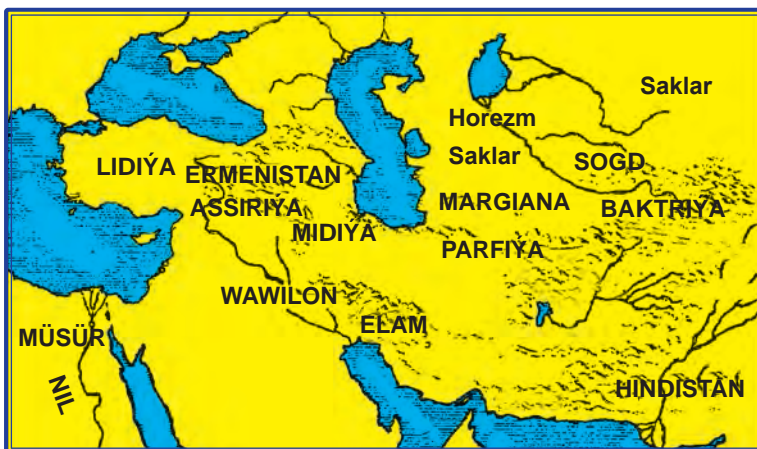 Saklar
Horezm
Saklar
SOGD
LIDIÝA
ERMENISTAN
ASSIRIÝA
MARGIANA
BAKTRIÝA
MIDIÝA
PARFIÝA
WAWILON
ELAM
MÜSÜR
NIL
HINDISTAN